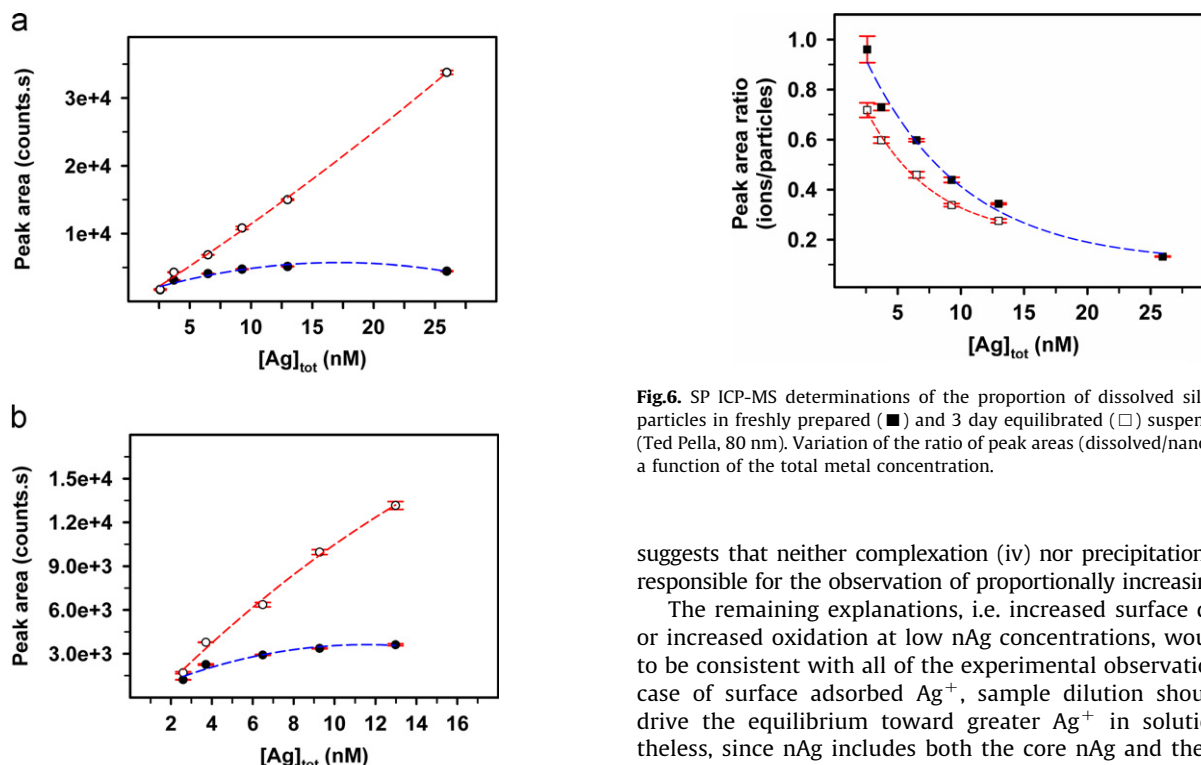 a
Peak area (counts.s)
3e+4
2e+4
1e+4
5 10 15 20 25
[Ag]tot (nM)
b
Peak area (counts.s)
1.5e+4
1.2e+4
9.0e+3
6.0e+3
3.0e+3
2 4 6 8 10 12 14 16
[Ag]tot (nM)
Peak area ratio
(ions/particles)
1.0
0.8
0.6
0.4
0.2
5 10 15 20 25
[Ag]tot (nM)
Fig.6. SP ICP-MS determinations of the proportion of dissolved sil
particles in freshly prepared (■) and 3 day equilibrated (□) suspen
(Ted Pella, 80 nm). Variation of the ratio of peak areas (dissolved/nano
a function of the total metal concentration.
suggests that neither complexation (iv) nor precipitation
responsible for the observation of proportionally increasin
The remaining explanations, i.e. increased surface
or increased oxidation at low nAg concentrations, wou
to be consistent with all of the experimental observatio
case of surface adsorbed Ag+, sample dilution shou
drive the equilibrium toward greater Ag+ in solutio
theless, since nAg includes both the core nAg and the